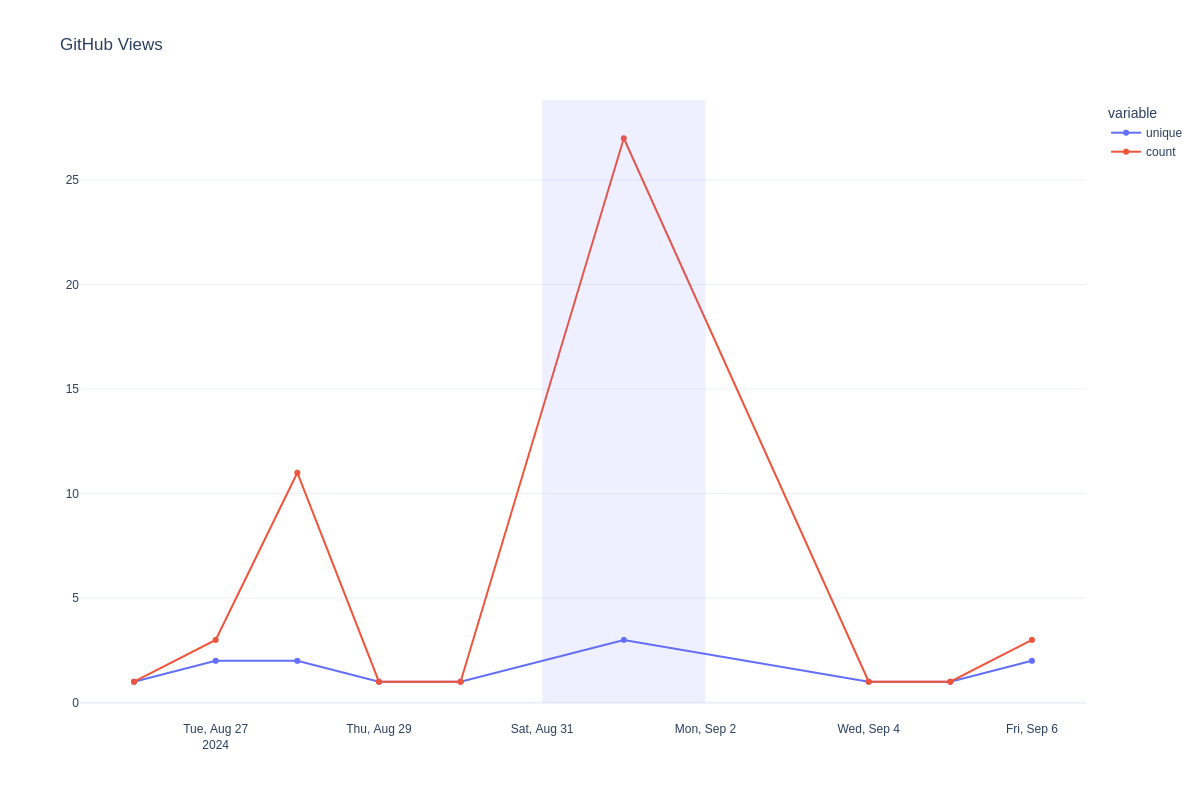 GitHub Views
variable
unique
count
25
20
15
10
5
0
Tue, Aug 27
2024
Thu, Aug 29
Sat, Aug 31
Mon, Sep 2
Wed, Sep 4
Fri, Sep 6